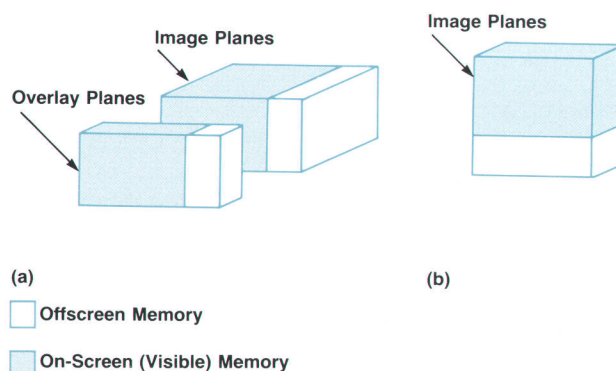 Image Planes
Overlay Planes
Image Planes
(a)
(b)
Offscreen Memory
On-Screen (Visible) Memory